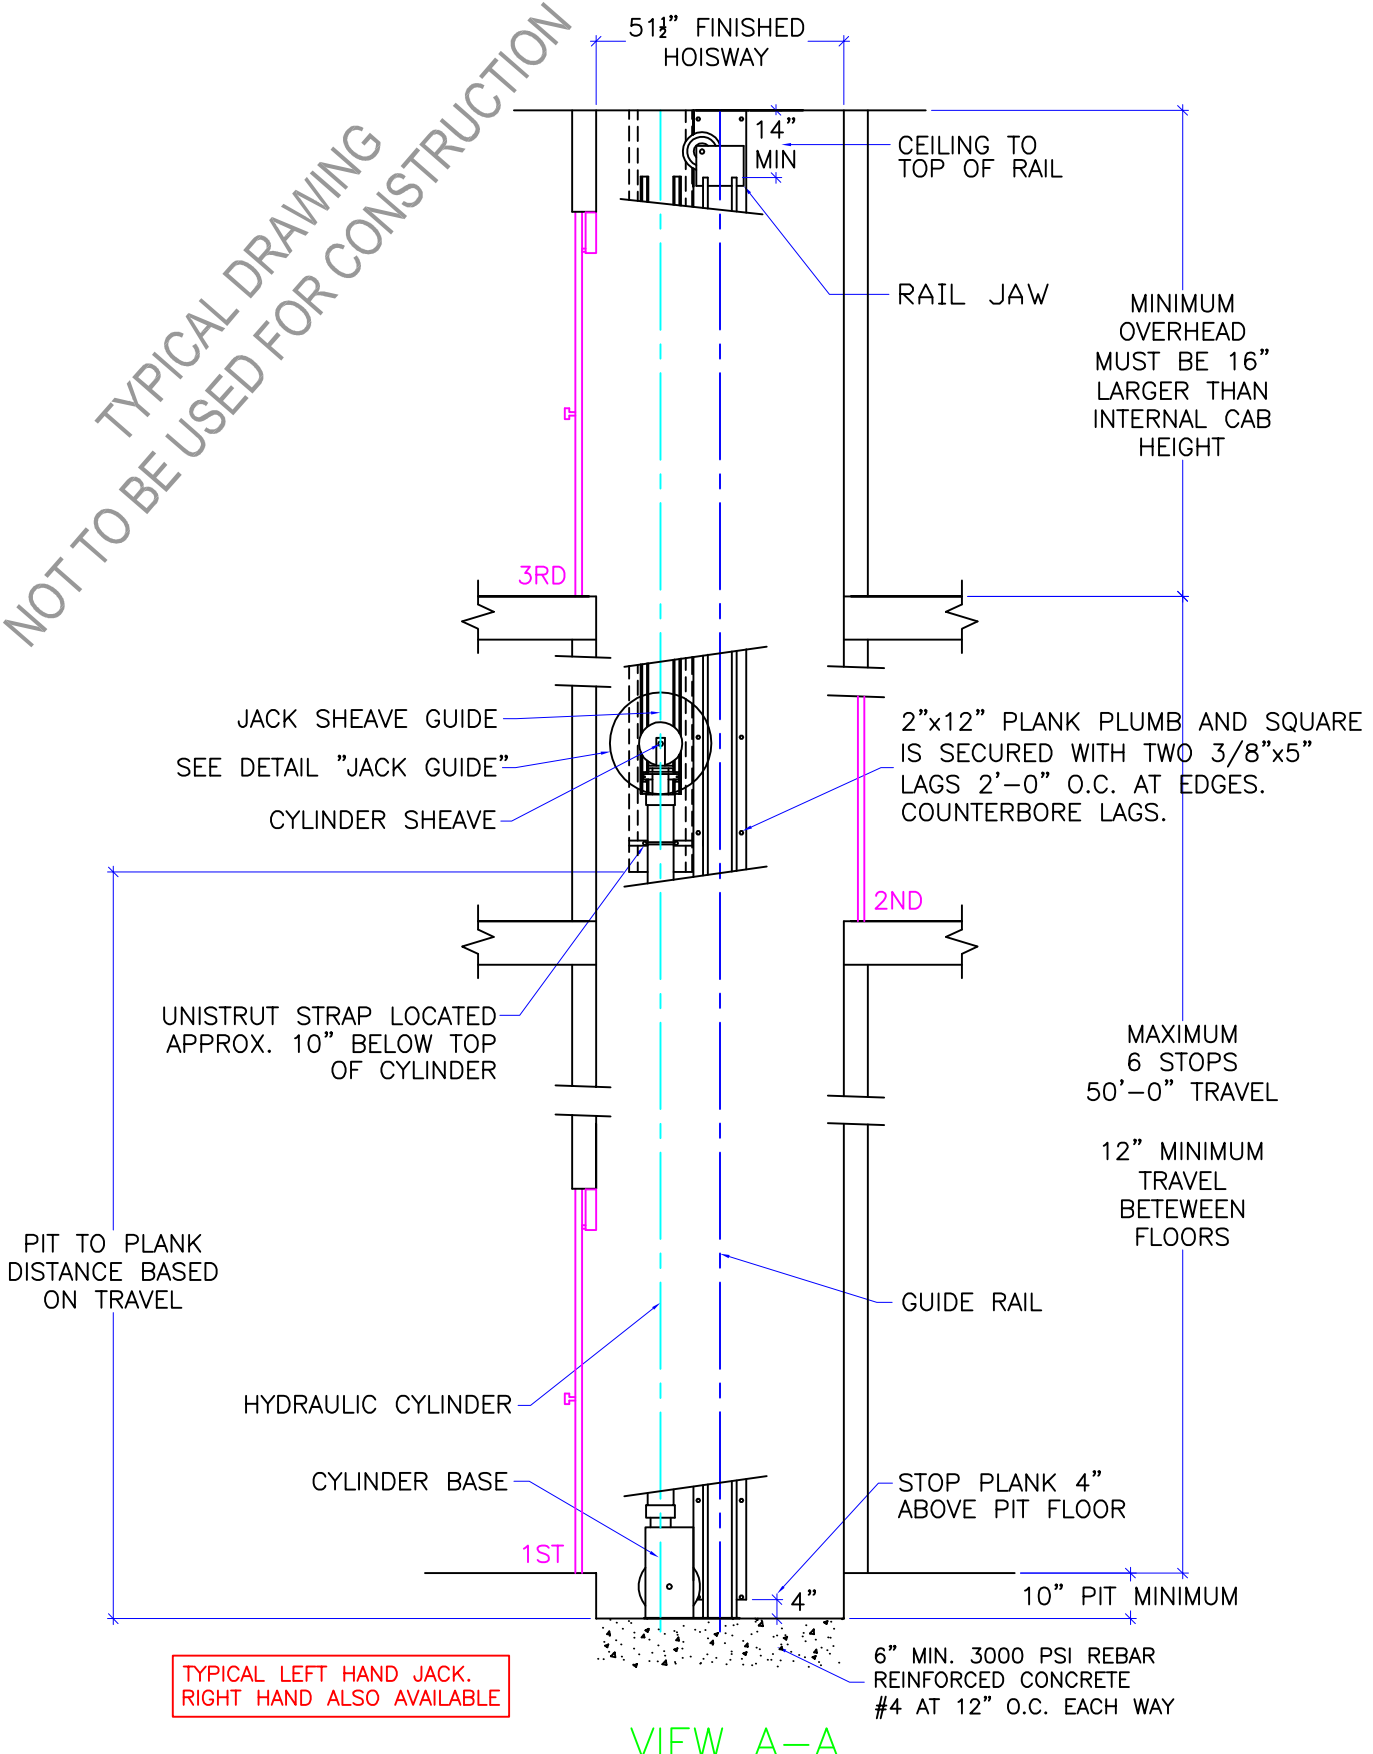 51½” FINISHED
HOISWAY
TYPICAL DRAWING
NOT TO BE USED FOR CONSTRUCTION
14”
MIN
CEILING TO
TOP OF RAIL
RAIL JAW
MINIMUM
OVERHEAD
MUST BE 16”
LARGER THAN
INTERNAL CAB
HEIGHT
3RD
JACK SHEAVE GUIDE
SEE DETAIL ”JACK GUIDE”
CYLINDER SHEAVE
2”x12” PLANK PLUMB AND SQUARE
IS SECURED WITH TWO 3/8”x5”
LAGS 2’-0” O.C. AT EDGES.
COUNTERBORE LAGS.
2ND
UNISTRUT STRAP LOCATED
APPROX. 10” BELOW TOP
OF CYLINDER
MAXIMUM
6 STOPS
50’-0” TRAVEL
12” MINIMUM
TRAVEL
BETEWEEN
FLOORS
PIT TO PLANK
DISTANCE BASED
ON TRAVEL
GUIDE RAIL
HYDRAULIC CYLINDER
CYLINDER BASE
STOP PLANK 4”
ABOVE PIT FLOOR
1ST
4”
10” PIT MINIMUM
6” MIN. 3000 PSI REBAR
REINFORCED CONCRETE
#4 AT 12” O.C. EACH WAY
TYPICAL LEFT HAND JACK.
RIGHT HAND ALSO AVAILABLE
VIEW A-A